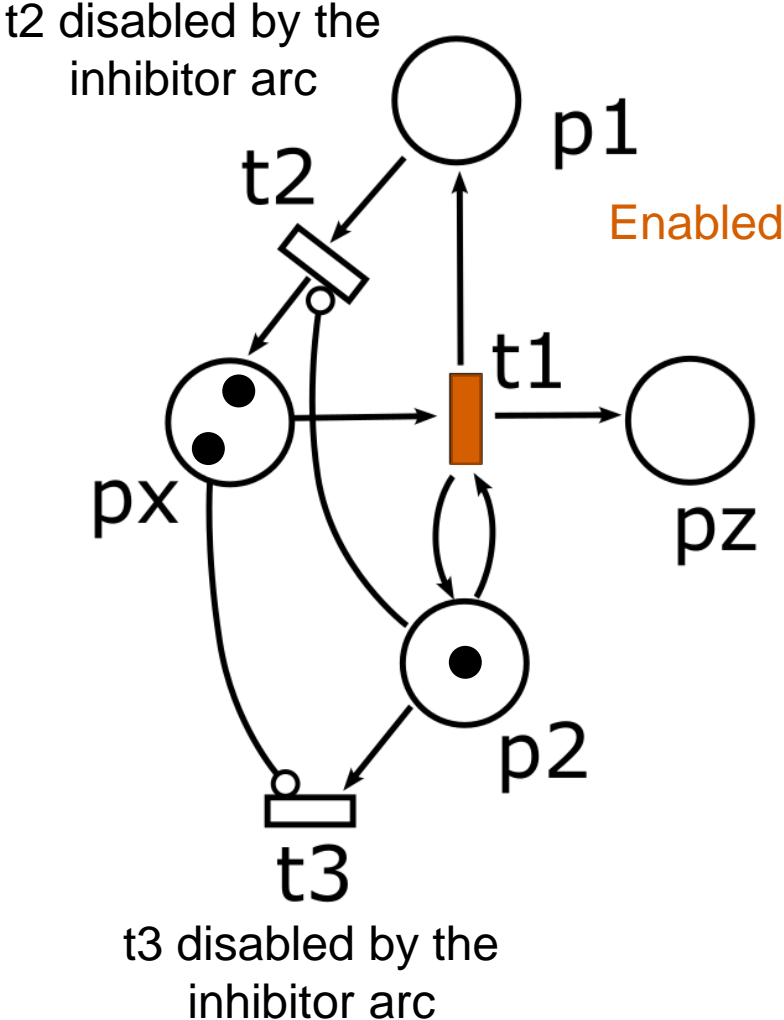 t2 disabled by the
inhibitor arc
p1
t2
Enabled
t1
px
pz
p2
t3
t3 disabled by the
inhibitor arc